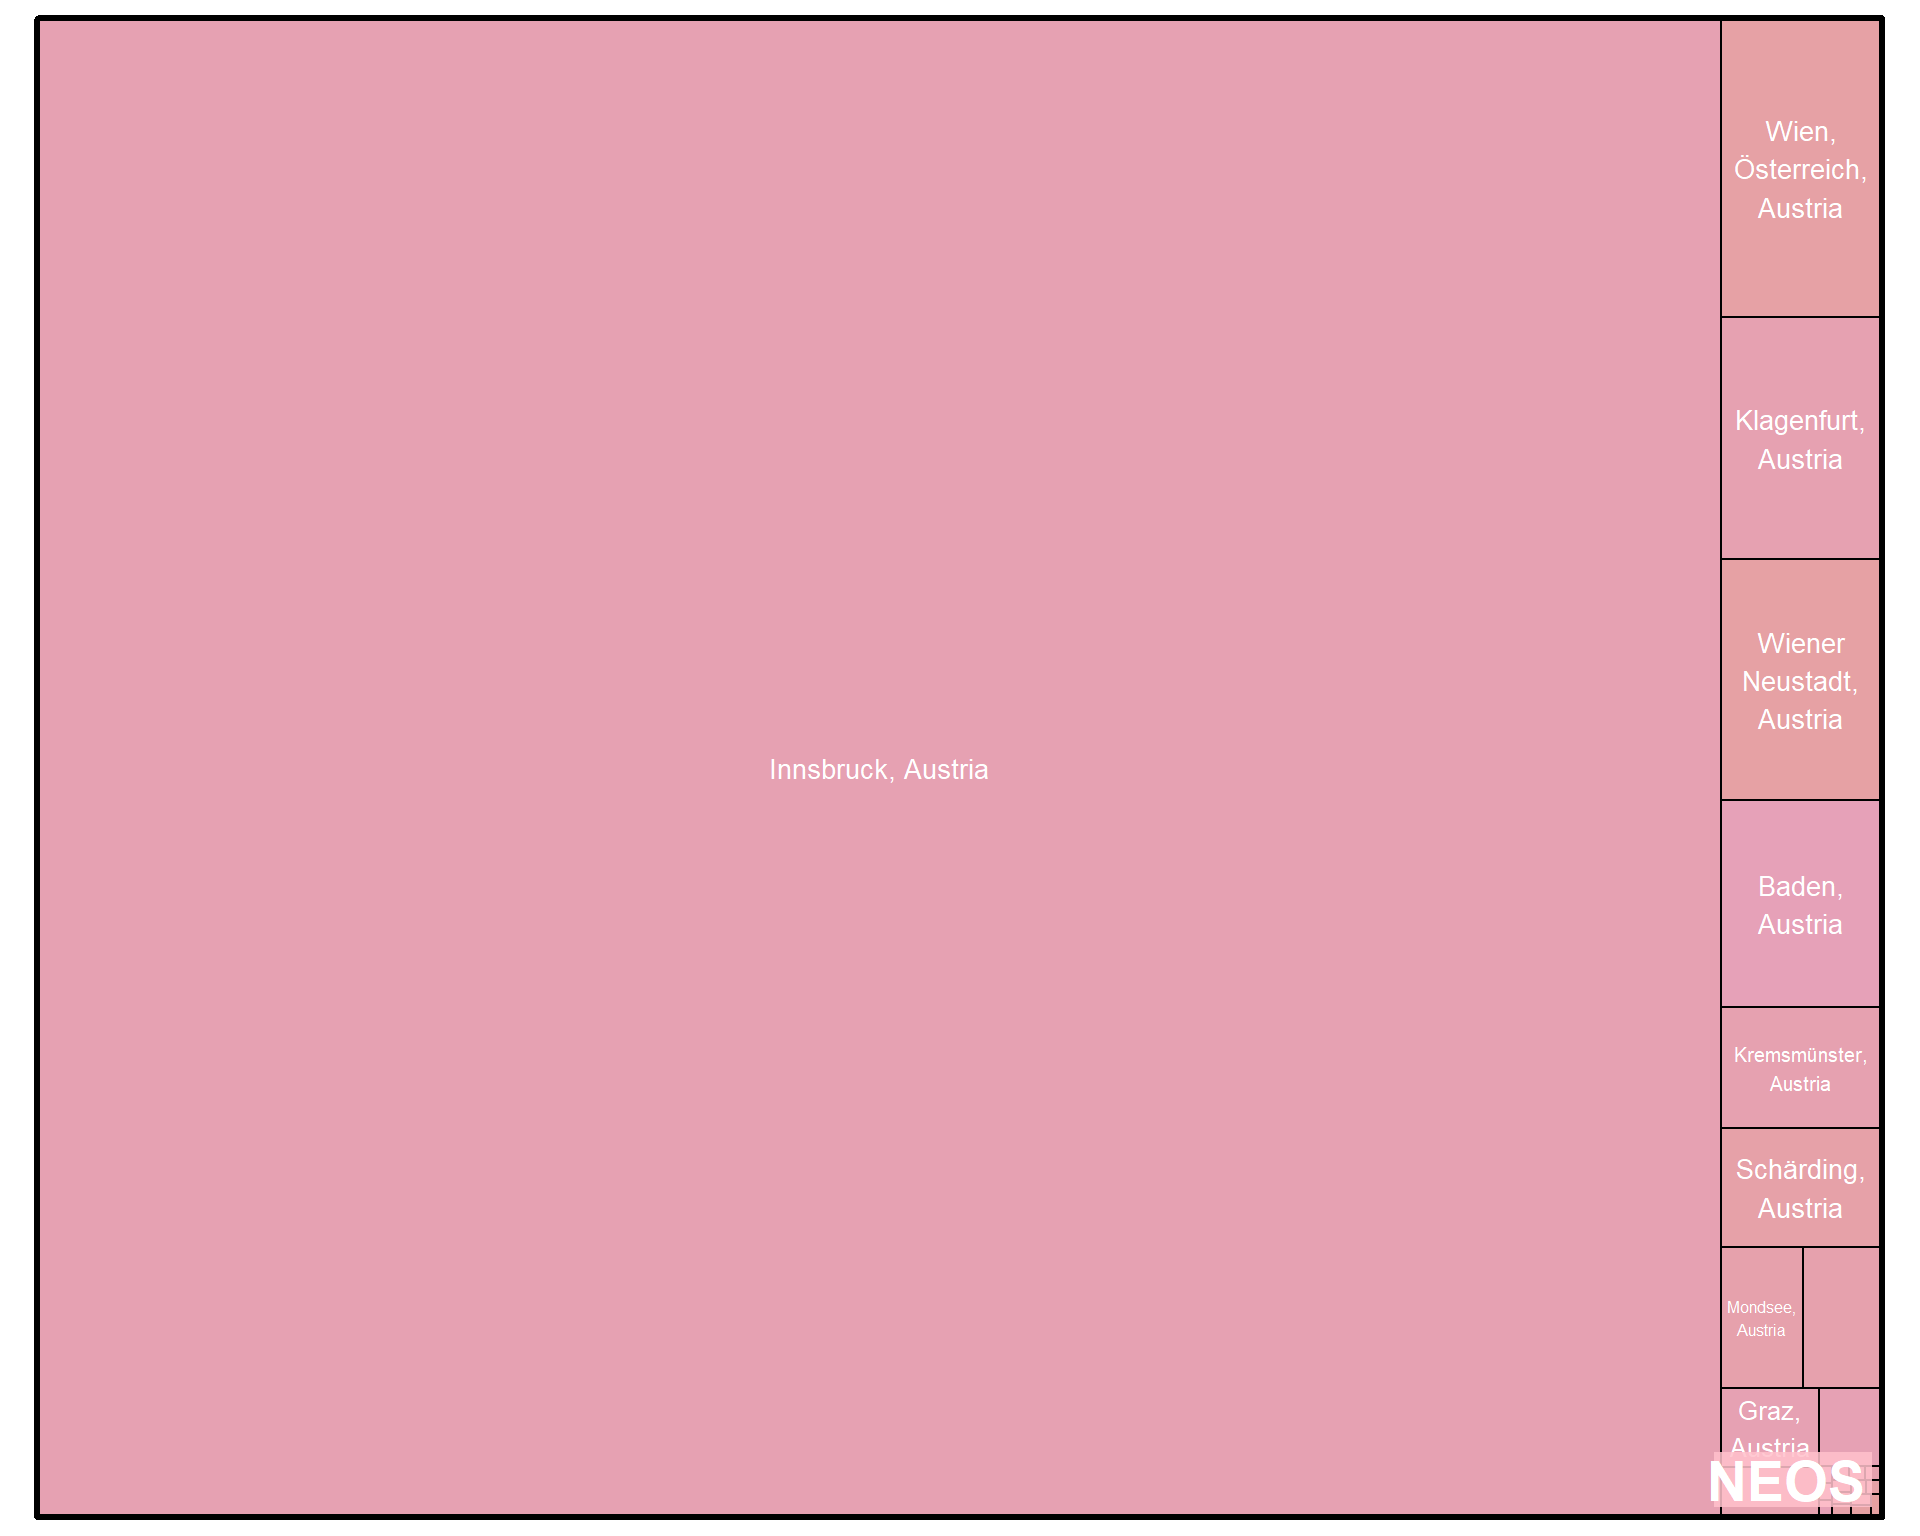 Wien,
Österreich,
Austria
Klagenfurt,
Austria
Wiener
Neustadt,
Austria
Innsbruck, Austria
Baden,
Austria
Kremsmünster,
Austria
Schärding,
Austria
Mondsee,
Austria
Graz,
Austria
NEOS